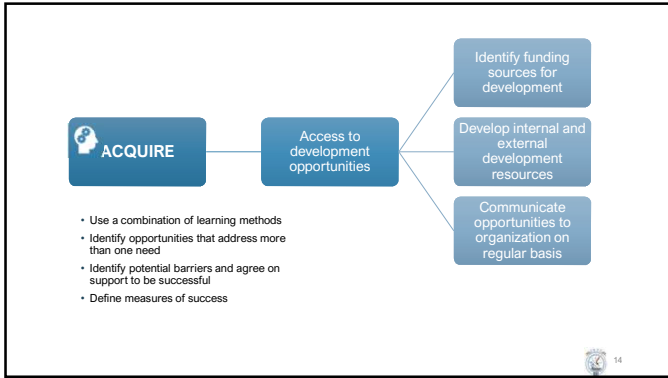 ACQUIRE
Access to
development
opportunities
Identify funding
sources for
development
Develop internal and
external
development
resources
Communicate
opportunities to
organization on
regular basis
• Use a combination of learning methods
• Identify opportunities that address more
than one need
• Identify potential barriers and agree on
support to be successful
• Define measures of success
14